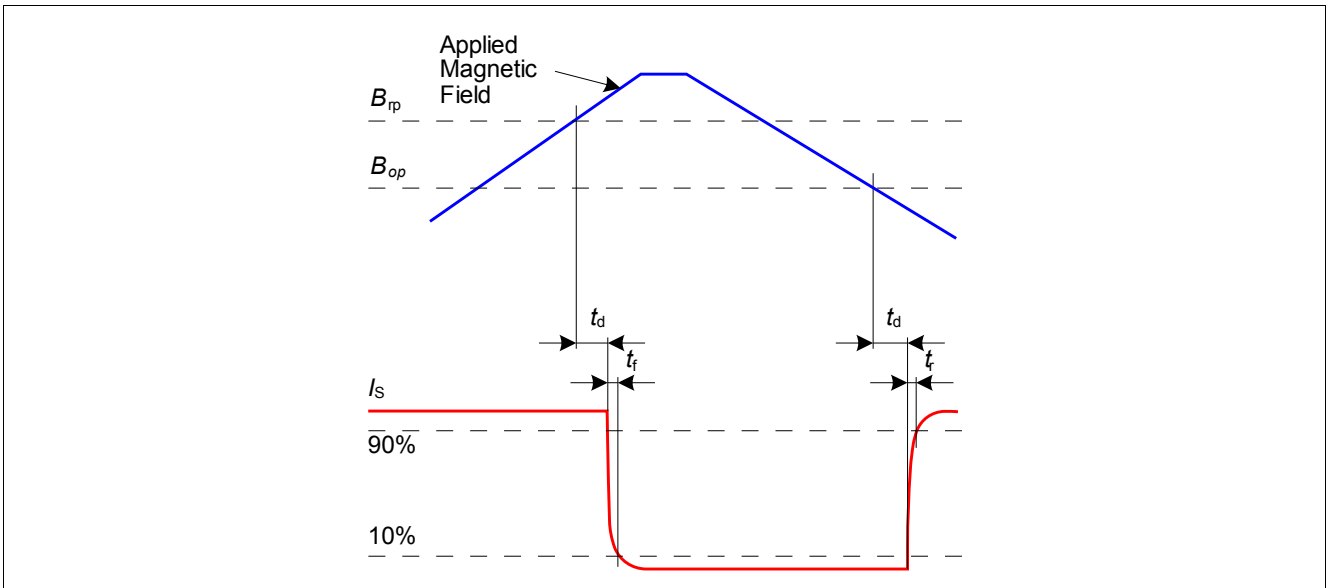 Applied
Magnetic
Field
Brp
Bop
td
td
tf
tr
IS
90%
10%